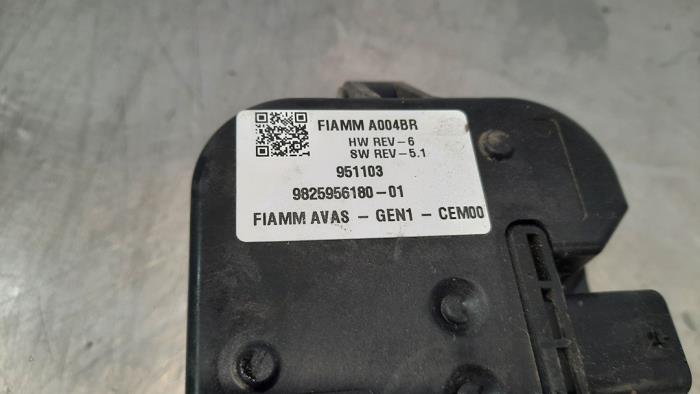 FIAMM A004BR
HW REV-6
SW REV-5.1
951103
9825956180-01
FIAMM AVAS - GEN1 - CEM00